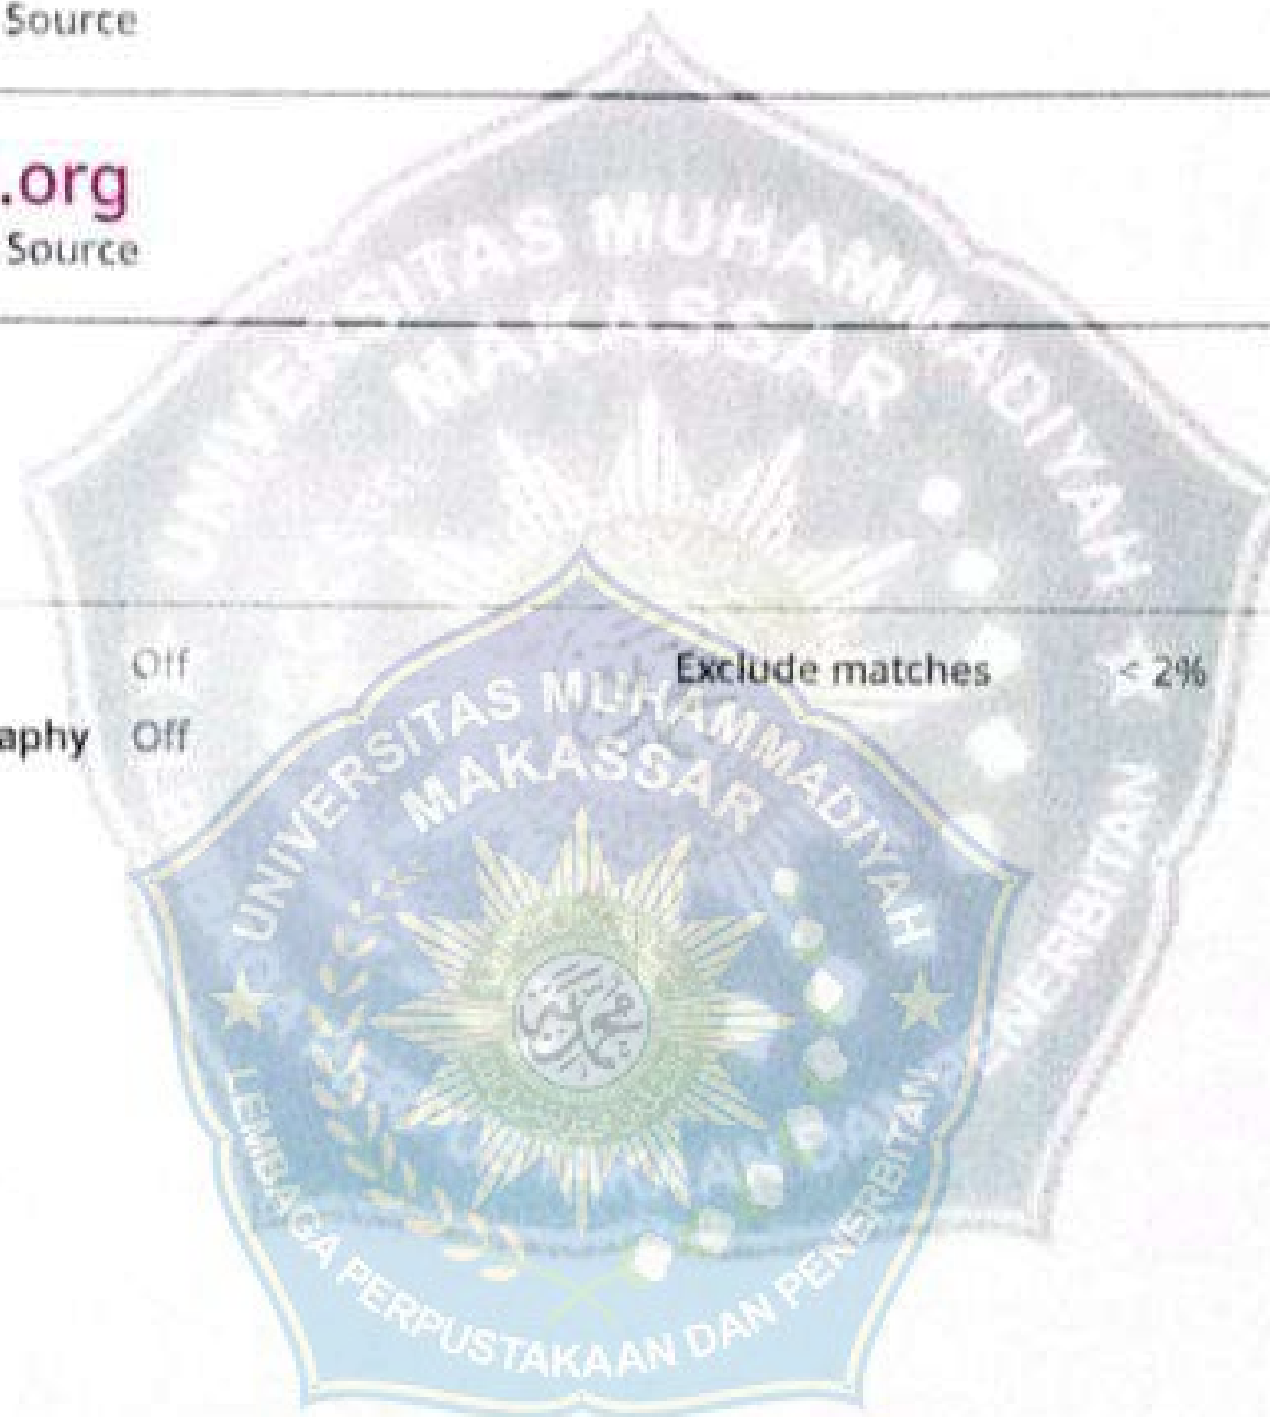 Source
.org
Source
Off
Exclude matches
< 2%
aphy Off
UNIVERSITAS MUHAMMADIYAH
MAKASSAR
NERBITAN
UNIVERSITAS MUHAMMADIYAH
MAKASSAR
LEMBAGA PERPUSTAKAAN DAN PENERBITAN